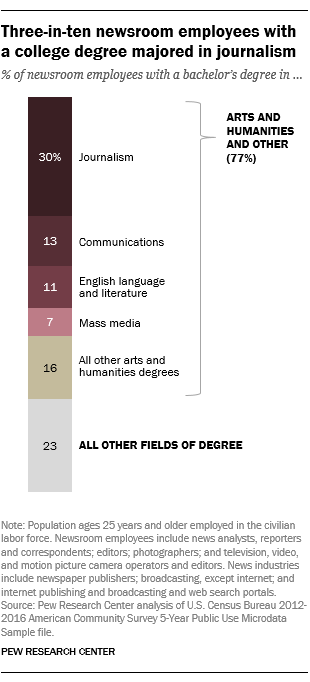 Three-in-ten newsroom employees with
a college degree majored in journalism
% of newsroom employees with a bachelor's degree in ...
ARTS AND
HUMANITIES
AND OTHER
(77%)
30% Journalism
13 Communications
11 English language
and literature
7 Mass media
16 All other arts and
humanities degrees
23 ALL OTHER FIELDS OF DEGREE
Note: Population ages 25 years and older employed in the civilian
labor force. Newsroom employees include news analysts, reporters
and correspondents; editors; photographers; and television, video,
and motion picture camera operators and editors. News industries
include newspaper publishers; broadcasting, except internet; and
internet publishing and broadcasting and web search portals.
Source: Pew Research Center analysis of U.S. Census Bureau 2012-
2016 American Community Survey 5-Year Public Use Microdata
Sample file.
PEW RESEARCH CENTER